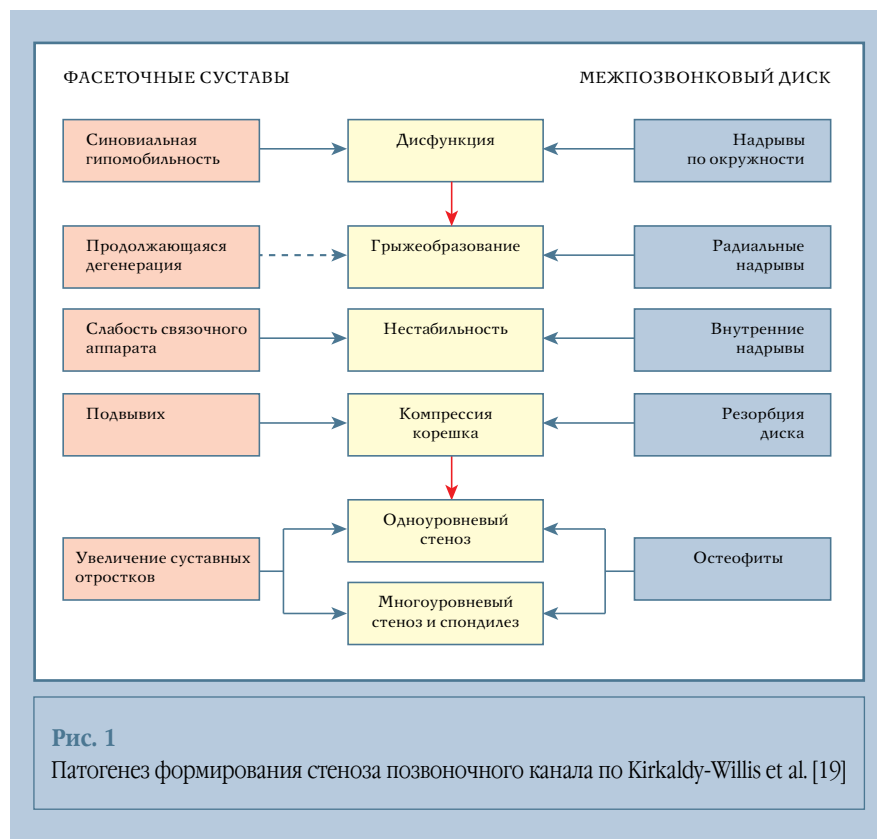 ФАСЕТОЧНЫЕ СУСТАВЫ
МЕЖПОЗВОНКОВЫЙ ДИСК
Синовиальная
гипомобильность
Дисфункция
Надрывы
по окружности
Продолжающаяся
дегенерация
Грыжеобразование
Радиальные
надрывы
Слабость связочного
аппарата
Нестабильность
Внутренние
надрывы
Подвывих
Компрессия
корешка
Резорбция
диска
Увеличение суставных
отростков
Одноуровневый
стеноз
Многоуровневый
стеноз и спондилез
Остеофиты
Рис. 1
Патогенез формирования стеноза позвоночного канала по Kirkaldy-Willis et al. [19]